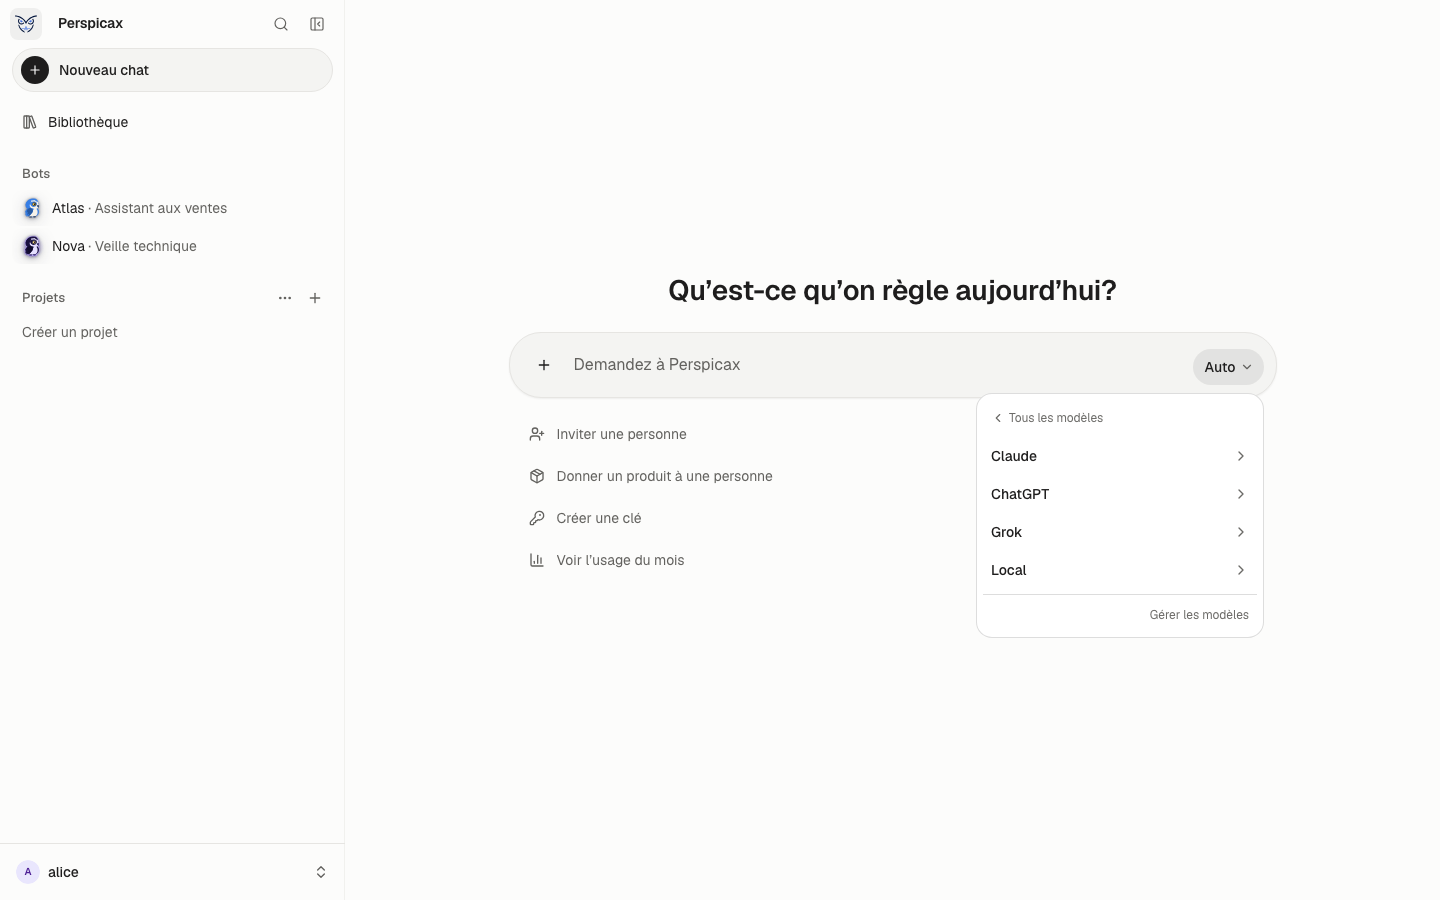 Perspicax
Nouveau chat
Bibliothèque
Bots
Atlas · Assistant aux ventes
Nova · Veille technique
Projets
Créer un projet
A alice
Qu’est-ce qu’on règle aujourd’hui?
Demandez à Perspicax
Auto
Inviter une personne
Donner un produit à une personne
Créer une clé
Voir l’usage du mois
Tous les modèles
Claude
ChatGPT
Grok
Local
Gérer les modèles